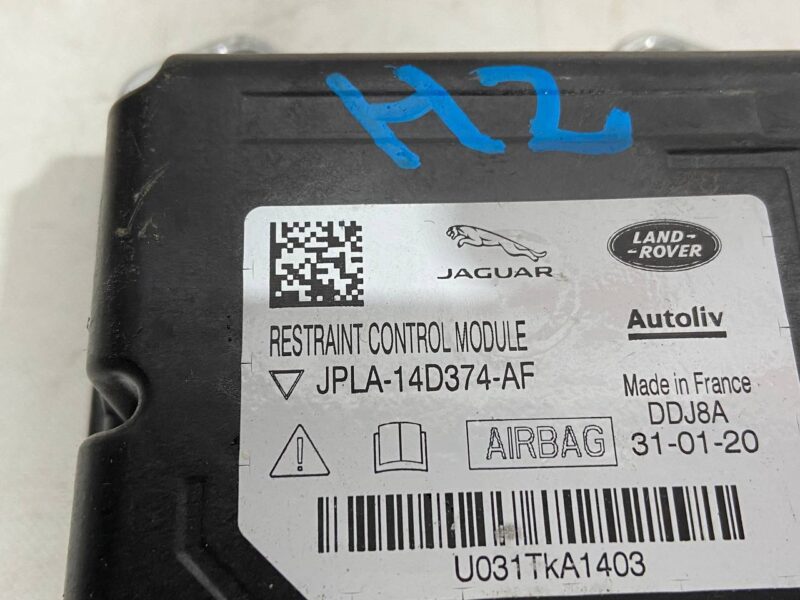 HZ
JAGUAR
LAND-
-ROVER
RESTRAINT CONTROL MODULE
Autoliv
JPLA-14D374-AF
Made in France
DDJ8A
AIRBAG
31-01-20
U031TkA1403